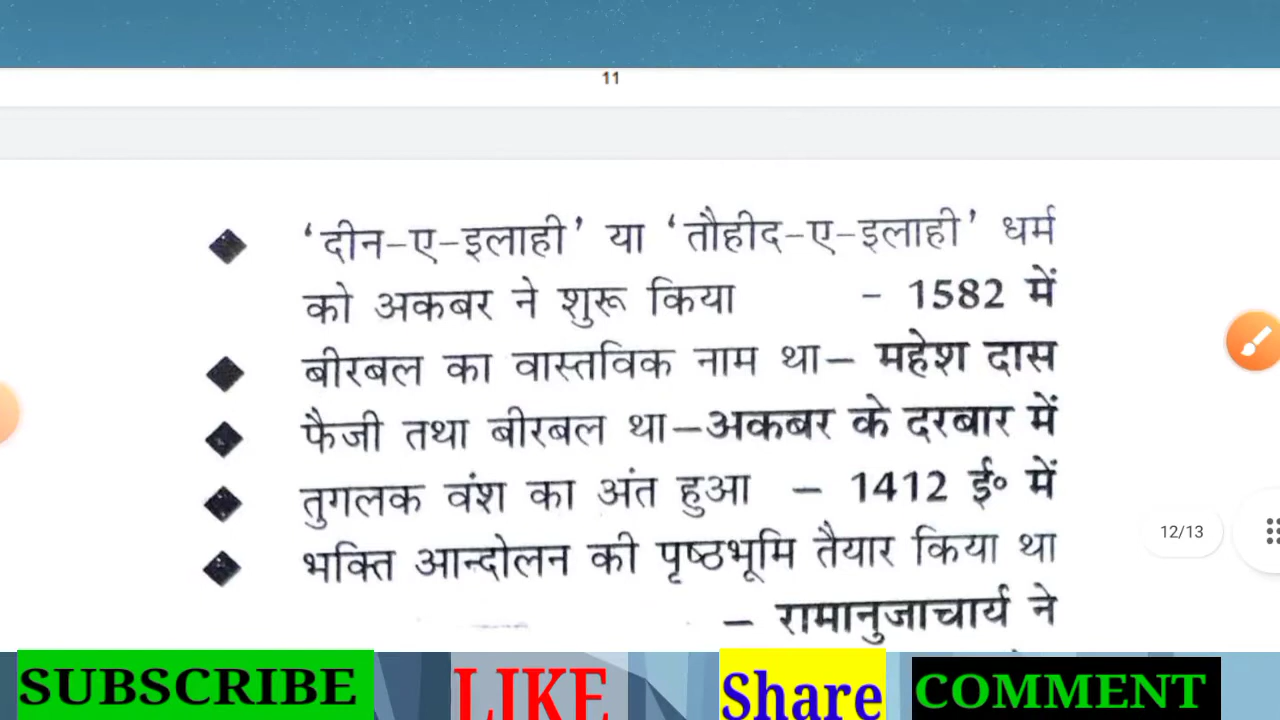 11
◆ ‘दीन-ए-इलाही’ या ‘तौहीद-ए-इलाही’ धर्म
को अकबर ने शुरू किया - 1582 में
◆ बीरबल का वास्तविक नाम था– महेश दास
◆ फैजी तथा बीरबल था–अकबर के दरबार में
◆ तुगलक वंश का अंत हुआ – 1412 ई॰ में
◆ भक्ति आन्दोलन की पृष्ठभूमि तैयार किया था
– रामानुजाचार्य ने
12/13
SUBSCRIBE LIKE Share COMMENT